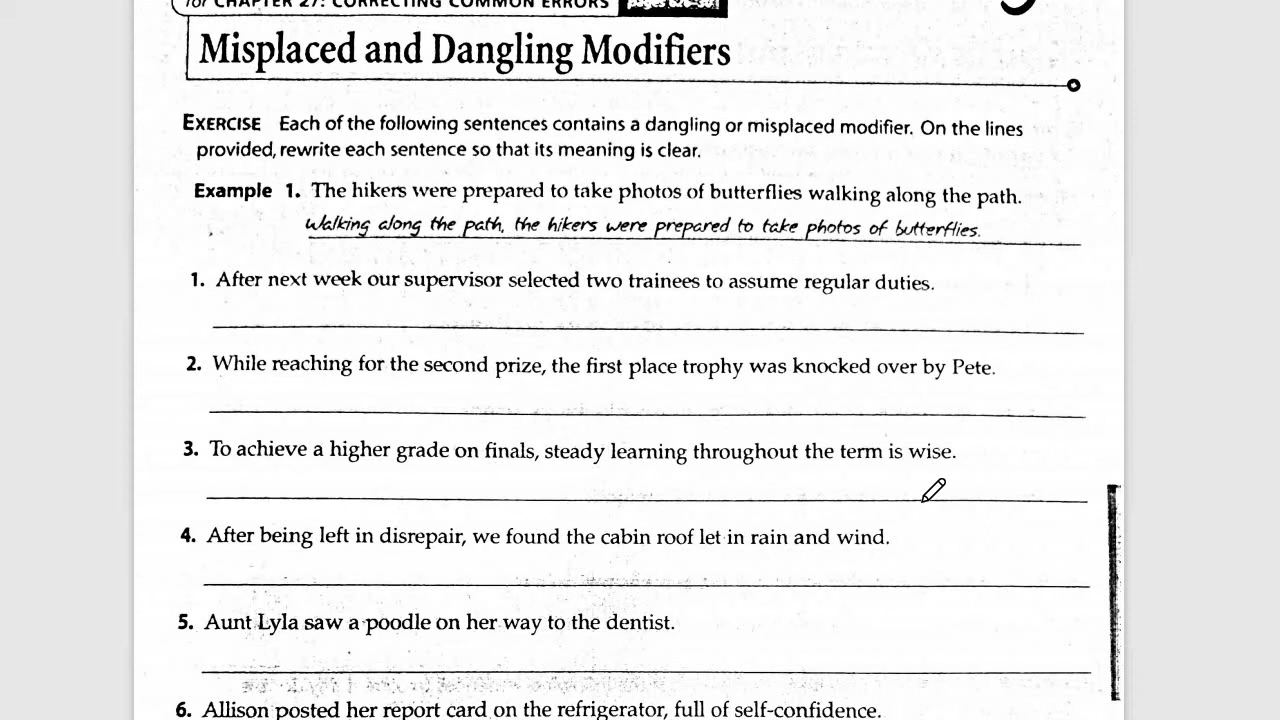 for CHAPTER 27: CORRECTING COMMON ERRORS
Misplaced and Dangling Modifiers
EXERCISE Each of the following sentences contains a dangling or misplaced modifier. On the lines
provided, rewrite each sentence so that its meaning is clear.
Example 1. The hikers were prepared to take photos of butterflies walking along the path.
Walking along the path, the hikers were prepared to take photos of butterflies.
1. After next week our supervisor selected two trainees to assume regular duties.
2. While reaching for the second prize, the first place trophy was knocked over by Pete.
3. To achieve a higher grade on finals, steady learning throughout the term is wise.
4. After being left in disrepair, we found the cabin roof let in rain and wind.
5. Aunt Lyla saw a poodle on her way to the dentist.
6. Allison posted her report card on the refrigerator, full of self-confidence.